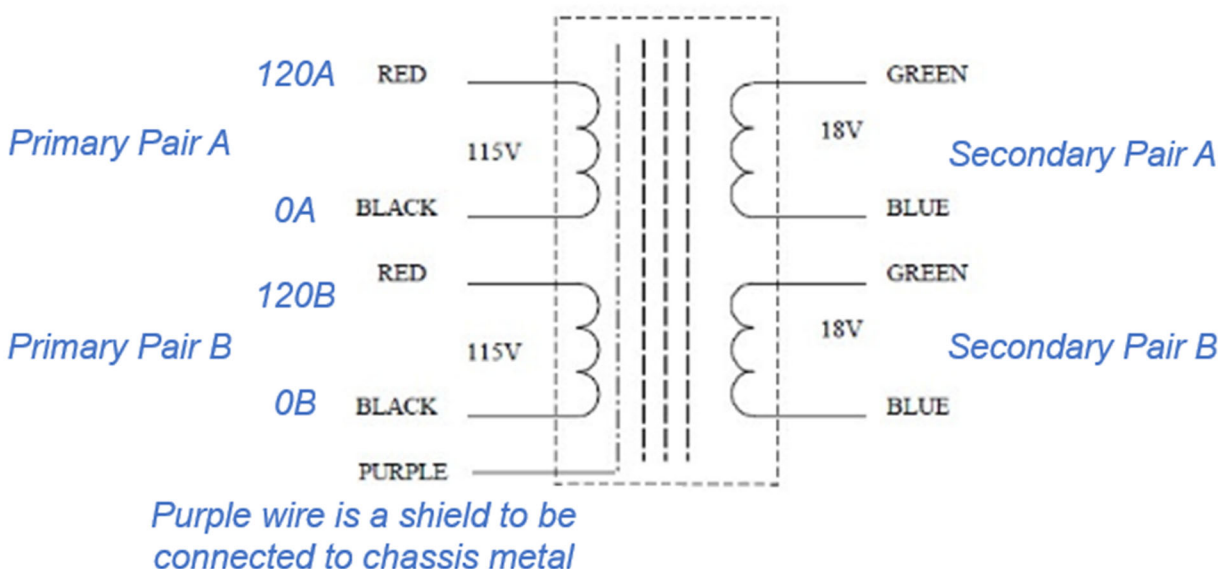 120A RED GREEN
Primary Pair A 115V 18V Secondary Pair A
0A BLACK BLUE
120B RED GREEN
Primary Pair B 115V 18V Secondary Pair B
0B BLACK BLUE
PURPLE
Purple wire is a shield to be
connected to chassis metal